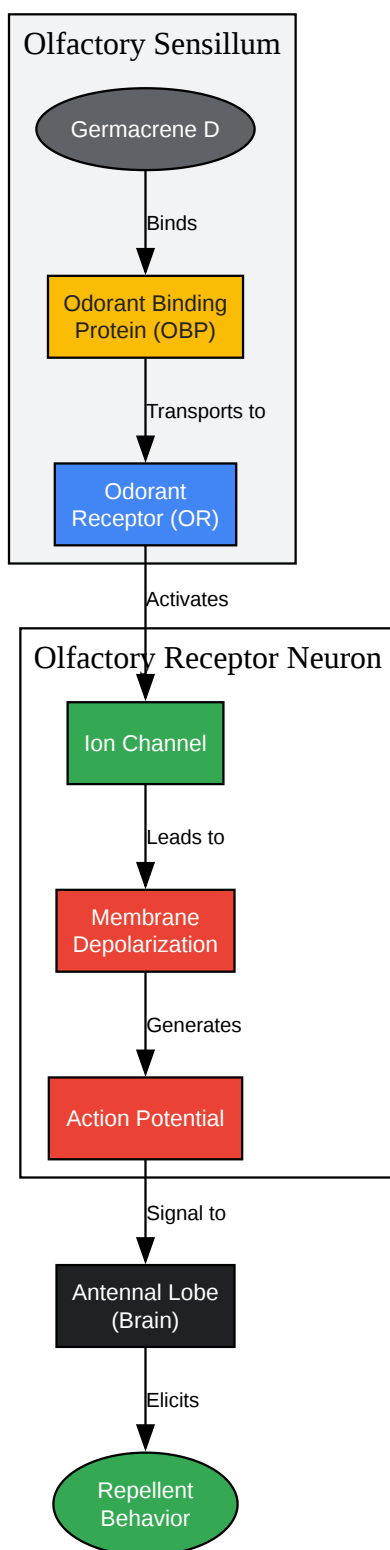 Olfactory Sensillum
Germacrene D
Binds
Odorant Binding
Protein (OBP)
Transports to
Odorant
Receptor (OR)
Activates
Olfactory Receptor Neuron
Ion Channel
Leads to
Membrane
Depolarization
Generates
Action Potential
Signal to
Antennal Lobe
(Brain)
Elicits
Repellent
Behavior